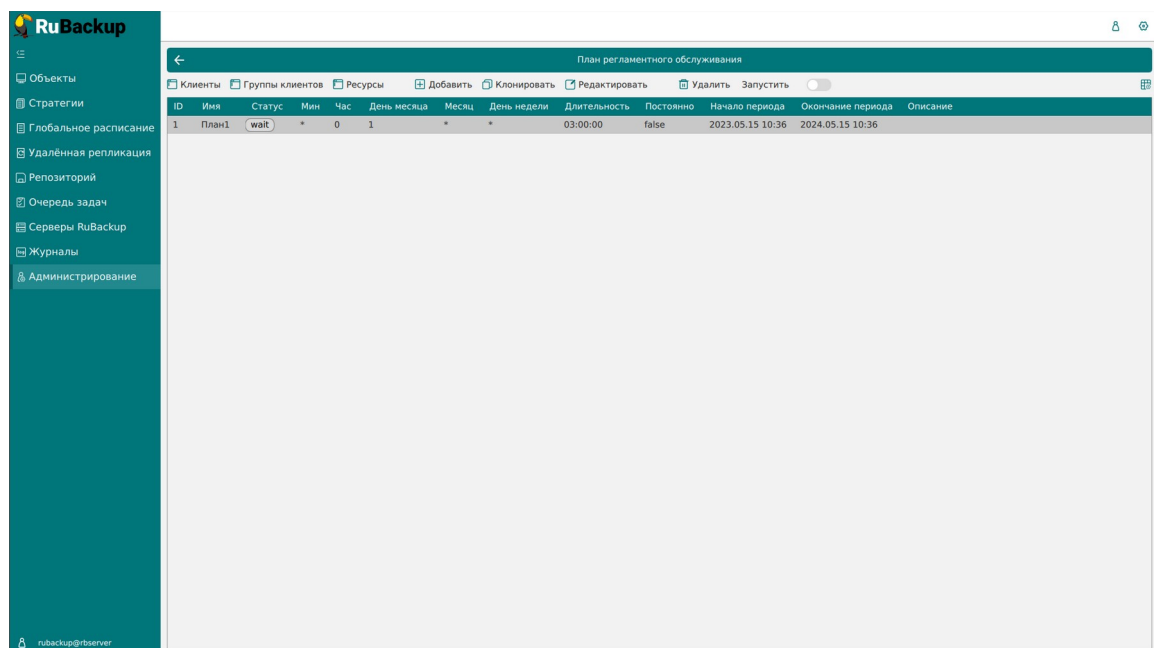 RuBackup
План регламентного обслуживания
Объекты
Стратегии
Глобальное расписание
Удалённая репликация
Репозиторий
Очередь задач
Серверы RuBackup
Журналы
Администрирование
Клиенты Группы клиентов Ресурсы Добавить Клонировать Редактировать Удалить Запустить
ID Имя Статус Мин Час День месяца Месяц День недели Длительность Постоянно Начало периода Окончание периода Описание
1 План1 wait * 0 1 * * 03:00:00 false 2023.05.15 10:36 2024.05.15 10:36
rubackup@rbserver